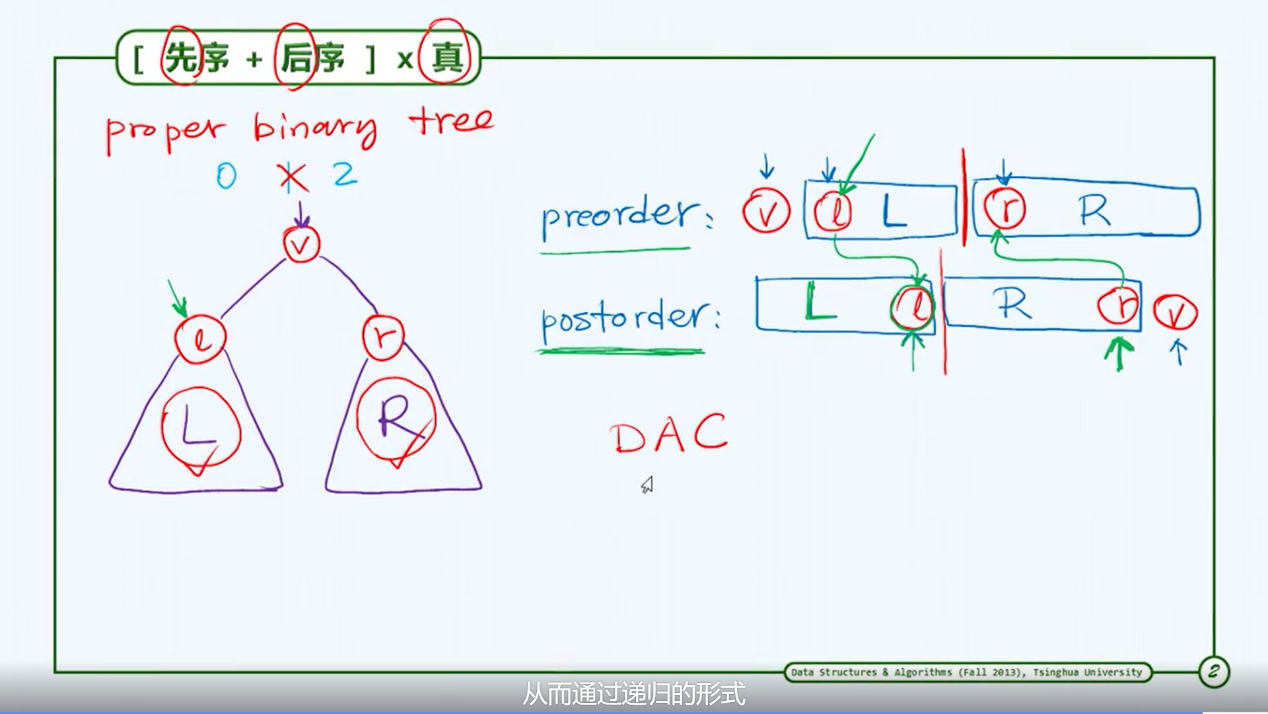 [ 先序 + 后序 ] x 真
proper binary tree
0 X 2
v
l r
L R
preorder: v l L r R
postorder: L l R r v
DAC
Data Structures & Algorithms (Fall 2013), Tsinghua University 2
从而通过递归的形式